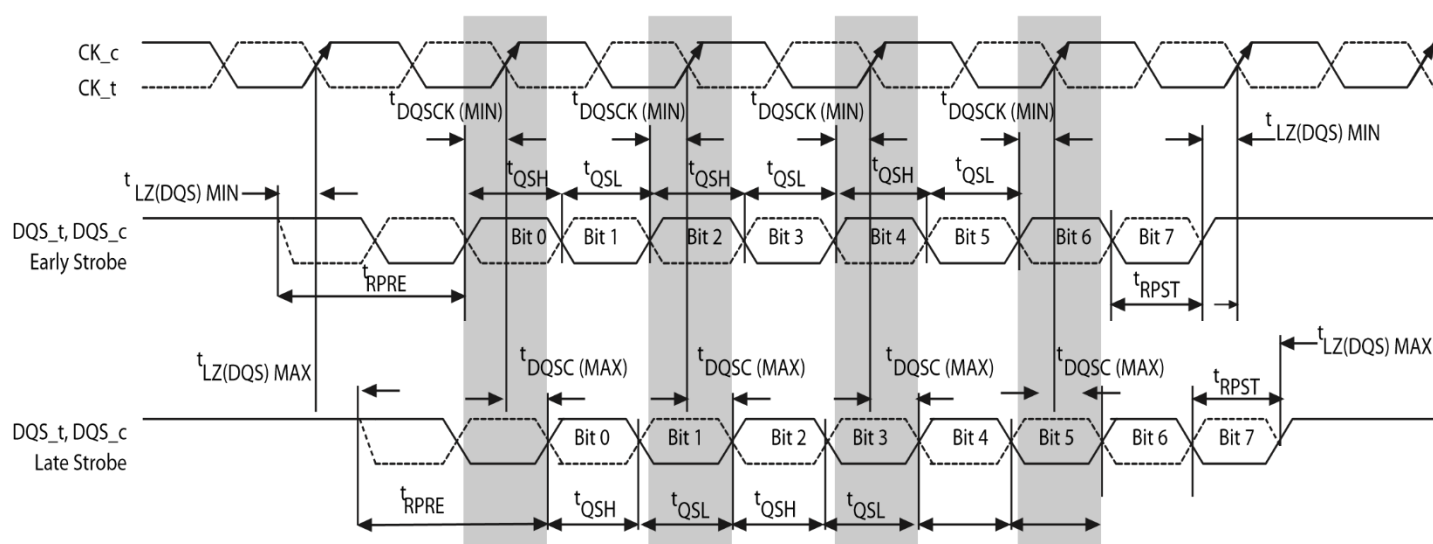 CK_c
CK_t
tDQSCK (MIN) tDQSCK (MIN) tDQSCK (MIN) tDQSCK (MIN)
tLZ(DQS) MIN
tLZ(DQS) MIN
tQSH tQSL tQSH tQSL tQSH tQSL
DQS_t, DQS_c
Early Strobe
Bit 0 Bit 1 Bit 2 Bit 3 Bit 4 Bit 5 Bit 6 Bit 7
tRPRE
tRPST
tLZ(DQS) MAX
tDQSC (MAX) tDQSC (MAX) tDQSC (MAX) tDQSC (MAX)
tLZ(DQS) MAX
tRPST
DQS_t, DQS_c
Late Strobe
Bit 0 Bit 1 Bit 2 Bit 3 Bit 4 Bit 5 Bit 6 Bit 7
tRPRE
tQSH tQSL tQSH tQSL